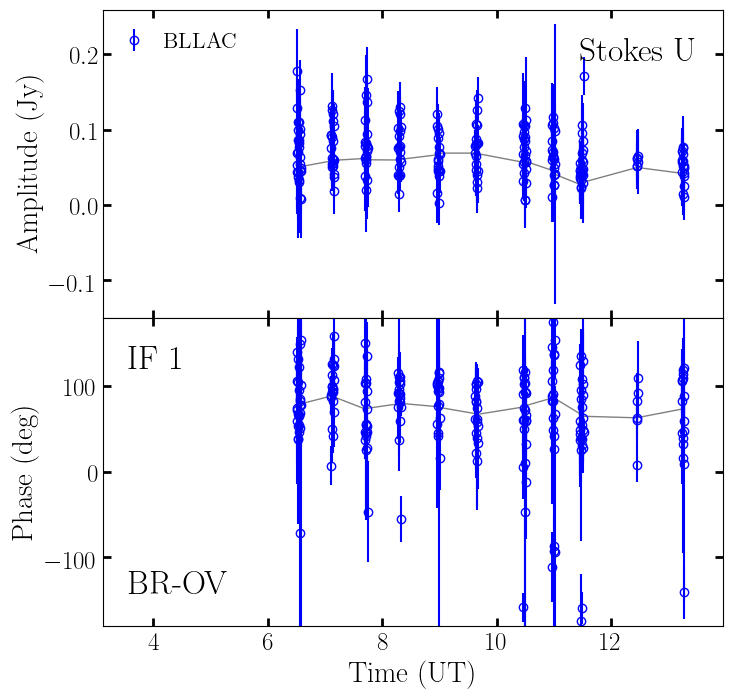 BLLAC
Stokes U
0.2
0.1
0.0
−0.1
Amplitude (Jy)
IF 1
100
0
−100
Phase (deg)
BR-OV
4 6 8 10 12
Time (UT)